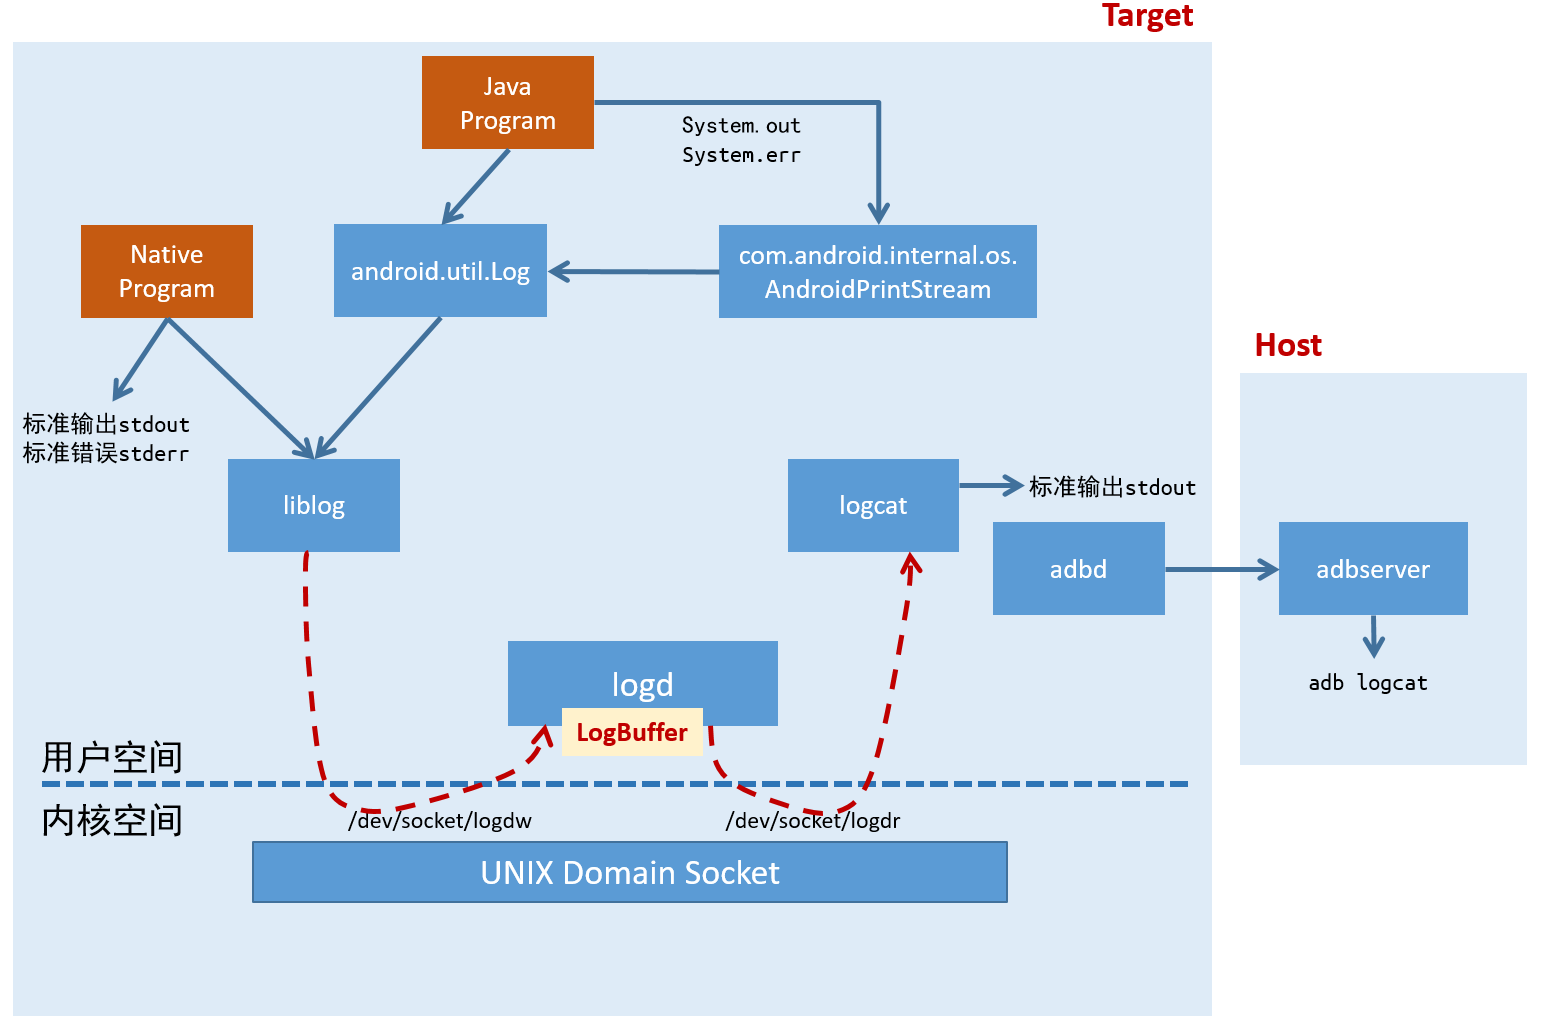 Target
Java
Program
System.out
System.err
Native
Program
android.util.Log
com.android.internal.os.
AndroidPrintStream
Host
标准输出stdout
标准错误stderr
liblog
logcat
标准输出stdout
adbd
adbserver
logd
adb logcat
LogBuffer
用户空间
内核空间
/dev/socket/logdw
/dev/socket/logdr
UNIX Domain Socket